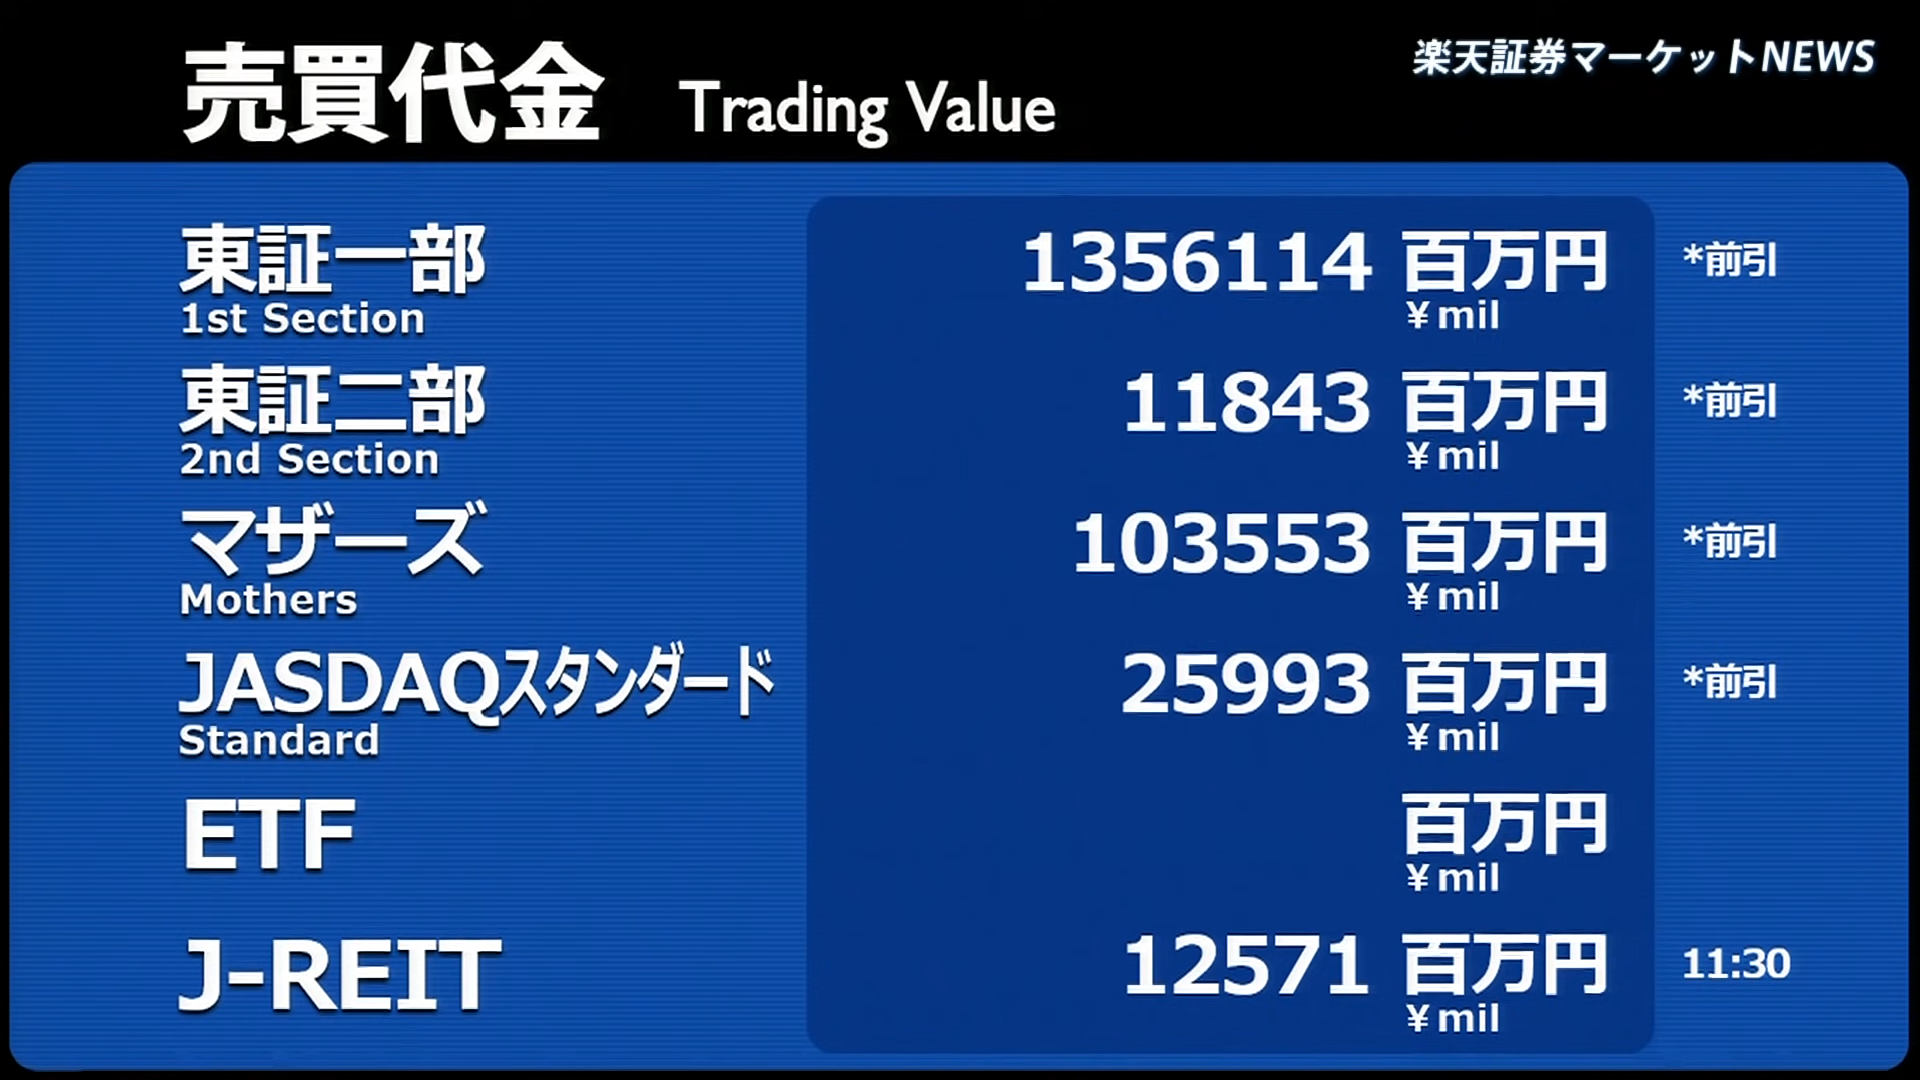 売買代金 Trading Value
楽天証券マーケットNEWS
東証一部 1356114 百万円 *前引
1st Section ¥mil
東証二部 11843 百万円 *前引
2nd Section ¥mil
マザーズ 103553 百万円 *前引
Mothers ¥mil
JASDAQスタンダード 25993 百万円 *前引
Standard ¥mil
ETF 百万円
¥mil
J-REIT 12571 百万円 11:30
¥mil